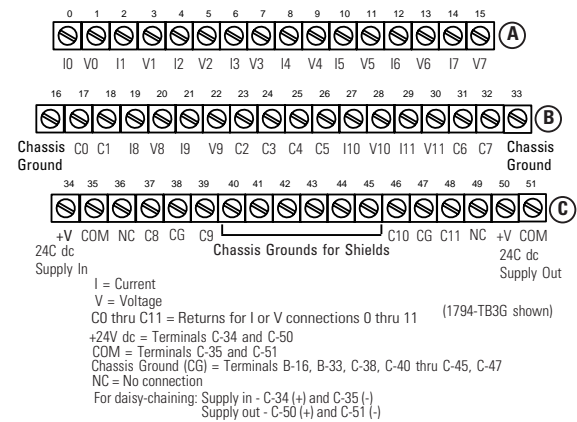 0 1 2 3 4 5 6 7 8 9 10 11 12 13 14 15
A
I0 V0 I1 V1 I2 V2 I3 V3 I4 V4 I5 V5 I6 V6 I7 V7
16 17 18 19 20 21 22 23 24 25 26 27 28 29 30 31 32 33
B
Chassis Ground C0 C1 I8 V8 I9 V9 C2 C3 C4 C5 I10 V10 I11 V11 C6 C7 Chassis Ground
34 35 36 37 38 39 40 41 42 43 44 45 46 47 48 49 50 51
C
+V COM NC C8 CG C9 Chassis Grounds for Shields C10 CG C11 NC +V COM
24C dc Supply In
24C dc Supply Out
I = Current
V = Voltage
C0 thru C11 = Returns for I or V connections 0 thru 11
(1794-TB3G shown)
+24V dc = Terminals C-34 and C-50
COM = Terminals C-35 and C-51
Chassis Ground (CG) = Terminals B-16, B-33, C-38, C-40 thru C-45, C-47
NC = No connection
For daisy-chaining: Supply in - C-34 (+) and C-35 (-)
Supply out - C-50 (+) and C-51 (-)